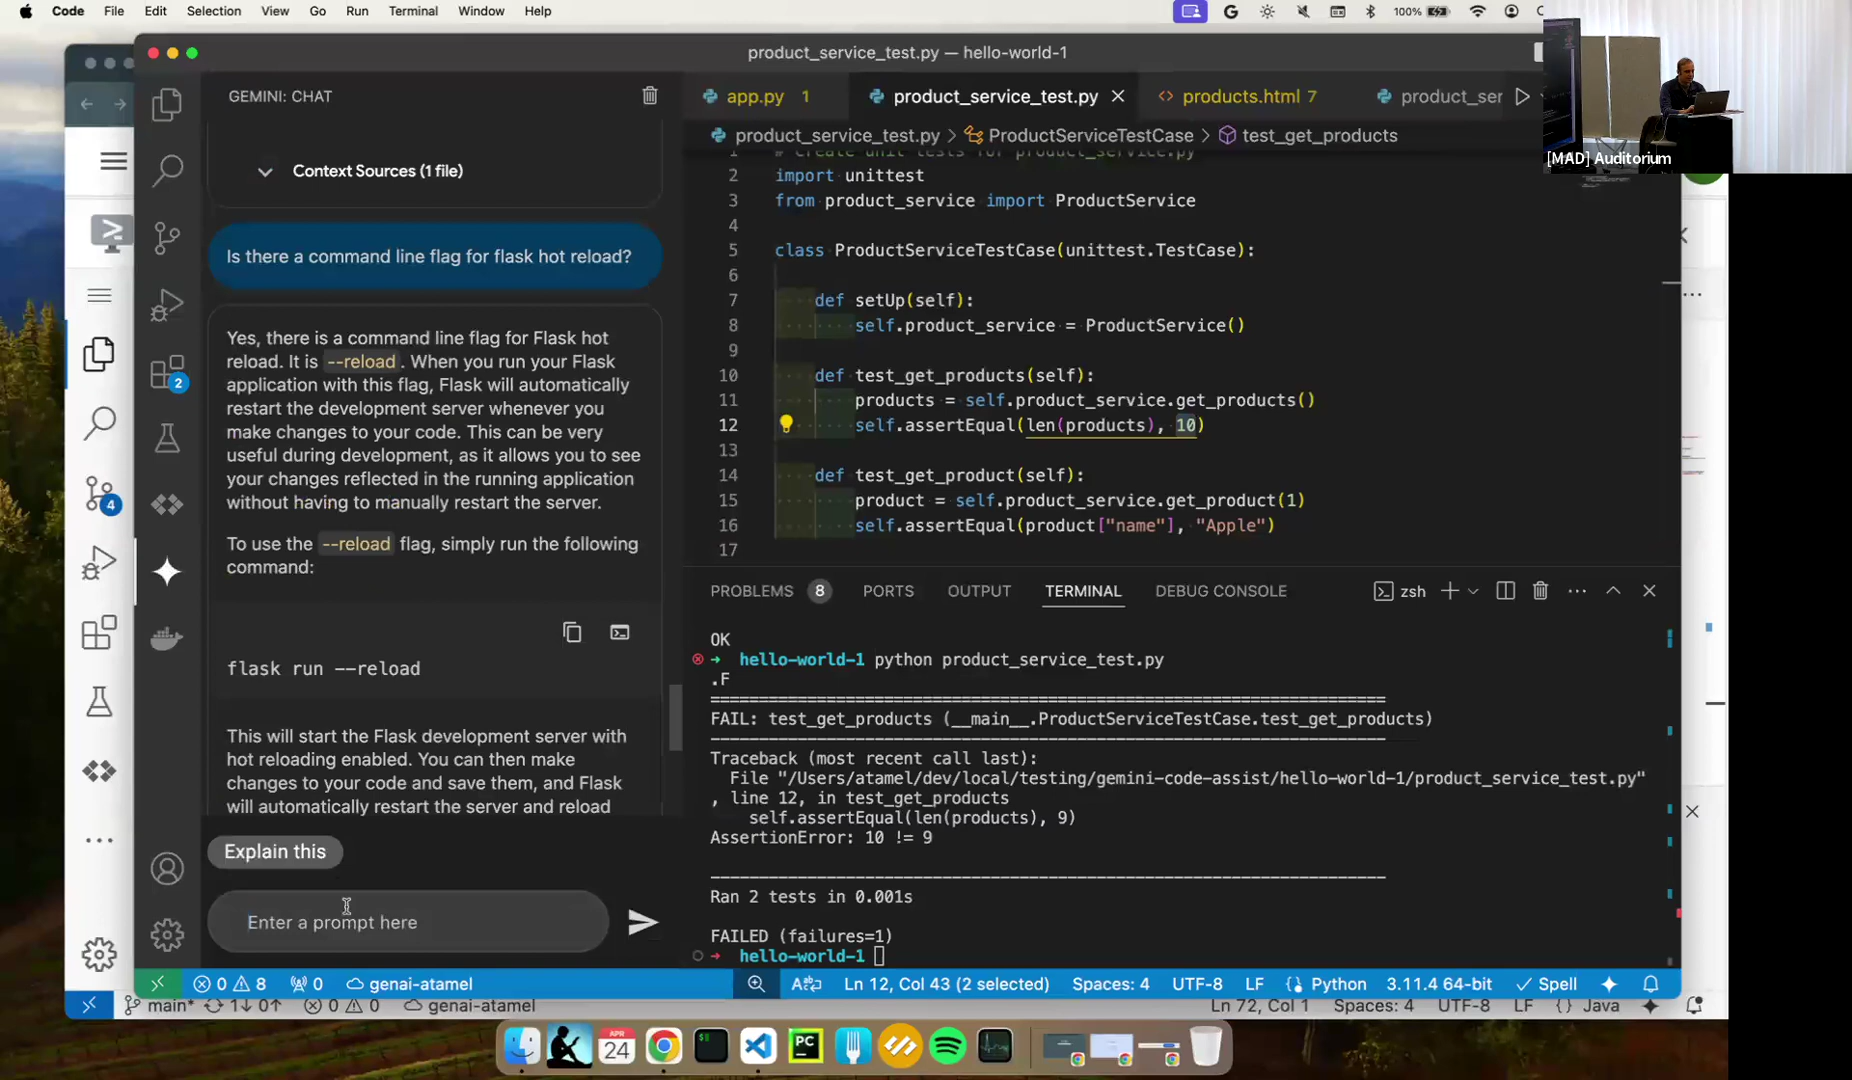 Code File Edit Selection View Go Run Terminal Window Help
100%
product_service_test.py — hello-world-1
[MAD] Auditorium
GEMINI: CHAT
Context Sources (1 file)
Is there a command line flag for flask hot reload?
Yes, there is a command line flag for Flask hot
reload. It is --reload. When you run your Flask
application with this flag, Flask will automatically
restart the development server whenever you
make changes to your code. This can be very
useful during development, as it allows you to see
your changes reflected in the running application
without having to manually restart the server.
To use the --reload flag, simply run the following
command:
flask run --reload
This will start the Flask development server with
hot reloading enabled. You can then make
changes to your code and save them, and Flask
will automatically restart the server and reload
Explain this
Enter a prompt here
2
4
app.py 1 product_service_test.py products.html 7 product_ser
product_service_test.py > ProductServiceTestCase > test_get_products
1 # Create unit tests for product_service.py
2 import unittest
3 from product_service import ProductService
4
5 class ProductServiceTestCase(unittest.TestCase):
6
7 def setUp(self):
8 self.product_service = ProductService()
9
10 def test_get_products(self):
11 products = self.product_service.get_products()
12 self.assertEqual(len(products), 10)
13
14 def test_get_product(self):
15 product = self.product_service.get_product(1)
16 self.assertEqual(product["name"], "Apple")
17
PROBLEMS 8 PORTS OUTPUT TERMINAL DEBUG CONSOLE zsh
OK
hello-world-1 python product_service_test.py
.F
======================================================================
FAIL: test_get_products (__main__.ProductServiceTestCase.test_get_products)
----------------------------------------------------------------------
Traceback (most recent call last):
File "/Users/atamel/dev/local/testing/gemini-code-assist/hello-world-1/product_service_test.py"
, line 12, in test_get_products
self.assertEqual(len(products), 9)
AssertionError: 10 != 9
----------------------------------------------------------------------
Ran 2 tests in 0.001s
FAILED (failures=1)
hello-world-1
0 8 0 genai-atamel Ln 12, Col 43 (2 selected) Spaces: 4 UTF-8 LF Python 3.11.4 64-bit Spell
main* 1↓ 0↑ 0 0 genai-atamel Ln 72, Col 1 Spaces: 4 UTF-8 LF {} Java
APR
24
PC